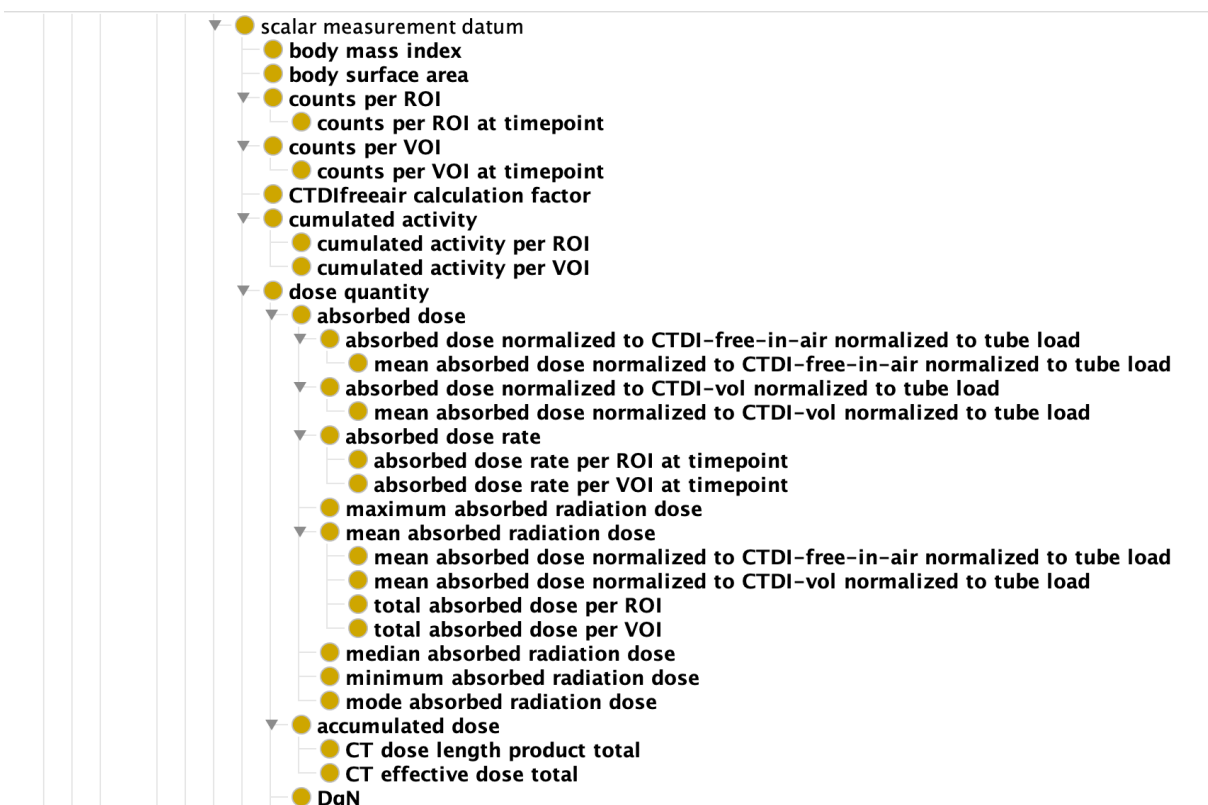 scalar measurement datum
body mass index
body surface area
counts per ROI
counts per ROI at timepoint
counts per VOI
counts per VOI at timepoint
CTDIfreeair calculation factor
cumulated activity
cumulated activity per ROI
cumulated activity per VOI
dose quantity
absorbed dose
absorbed dose normalized to CTDI-free-in-air normalized to tube load
mean absorbed dose normalized to CTDI-free-in-air normalized to tube load
absorbed dose normalized to CTDI-vol normalized to tube load
mean absorbed dose normalized to CTDI-vol normalized to tube load
absorbed dose rate
absorbed dose rate per ROI at timepoint
absorbed dose rate per VOI at timepoint
maximum absorbed radiation dose
mean absorbed radiation dose
mean absorbed dose normalized to CTDI-free-in-air normalized to tube load
mean absorbed dose normalized to CTDI-vol normalized to tube load
total absorbed dose per ROI
total absorbed dose per VOI
median absorbed radiation dose
minimum absorbed radiation dose
mode absorbed radiation dose
accumulated dose
CT dose length product total
CT effective dose total
DgN